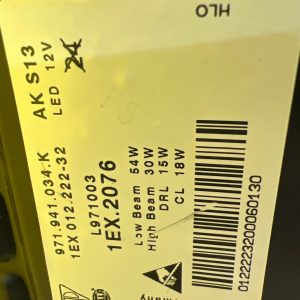 HLO
AK S13
LED 12V 24
971.941.034.K
1EX 012.222-32
L971003
1EX.2076
Low Beam 54W
High Beam 30W
DRL 15W
CL 18W
01222232000060130